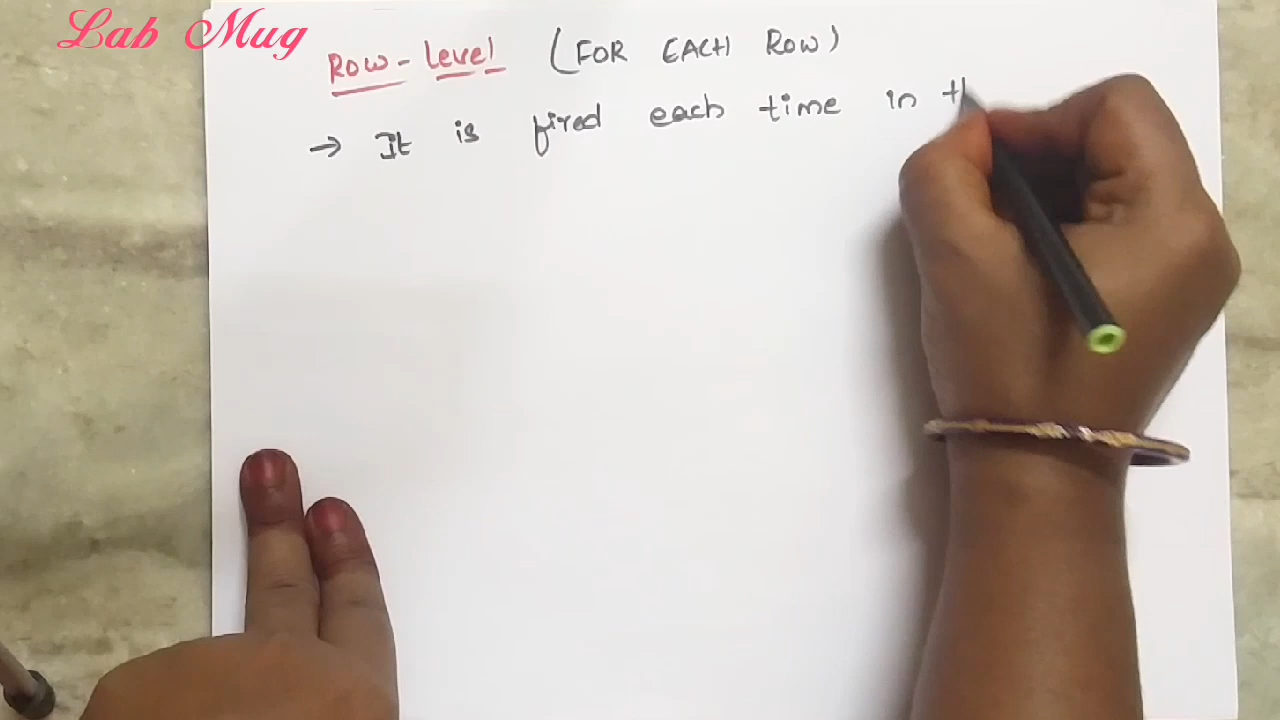 Lab Mug
Row-Level (FOR EACH ROW)
→ It is fired each time in